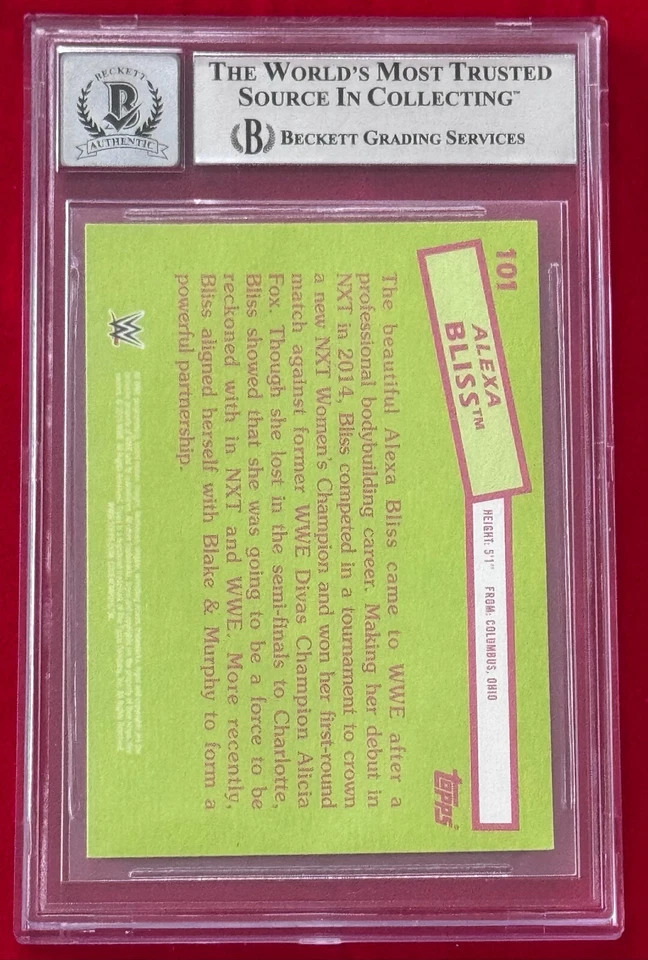 BECKETT
B
AUTHENTIC
THE WORLD'S MOST TRUSTED
SOURCE IN COLLECTING™
B BECKETT GRADING SERVICES
101
ALEXA
BLISS™
HEIGHT: 5'1" FROM: COLUMBUS, OHIO
topps®
The beautiful Alexa Bliss came to WWE after a
professional bodybuilding career. Making her debut in
NXT in 2014, Bliss competed in a tournament to crown
a new NXT Women's Champion and won her first-round
match against former WWE Divas Champion Alicia
Fox. Though she lost in the semi-finals to Charlotte,
Bliss showed that she was going to be a force to be
reckoned with in NXT and WWE. More recently,
Bliss aligned herself with Blake & Murphy to form a
powerful partnership.
W